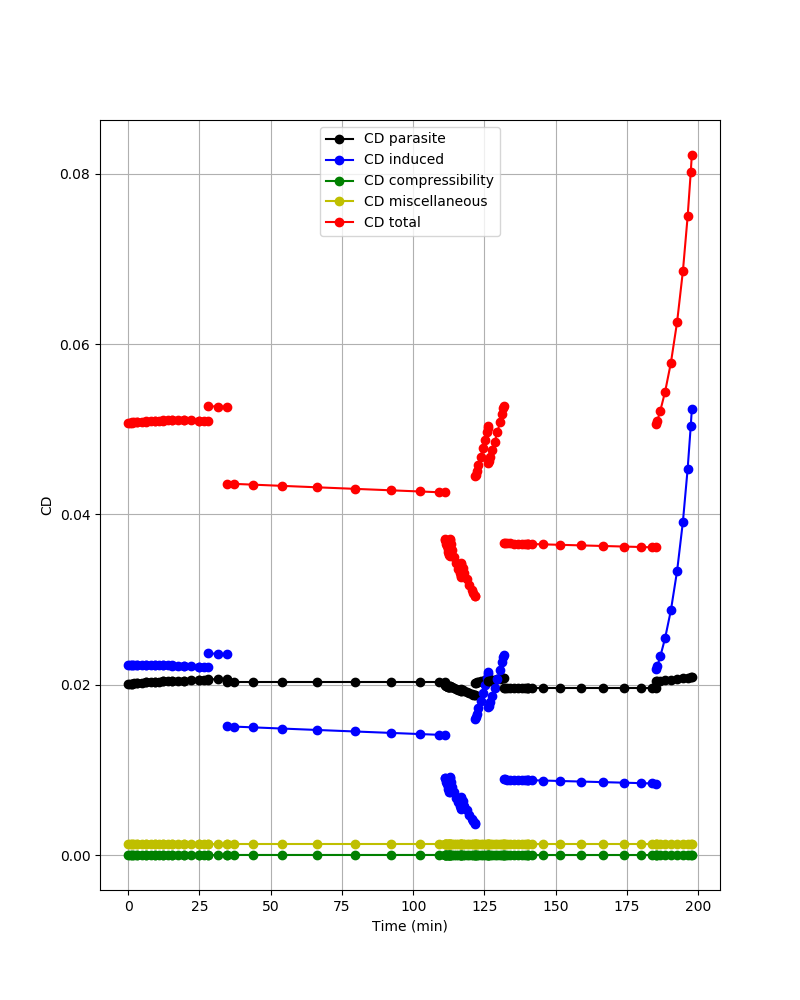 CD parasite
CD induced
CD compressibility
CD miscellaneous
CD total
0.08
0.06
0.04
0.02
0.00
CD
0 25 50 75 100 125 150 175 200
Time (min)